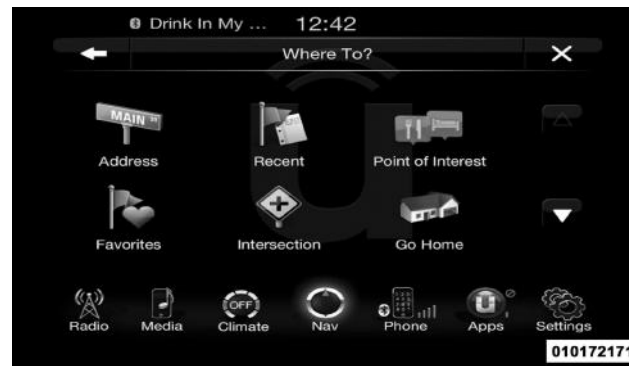 Drink In My ... 12:42
Where To?
MAIN ST
Address
Recent
Point of Interest
Favorites
Intersection
Go Home
OFF
Radio
Media
Climate
Nav
Phone
Apps
Settings
010172171